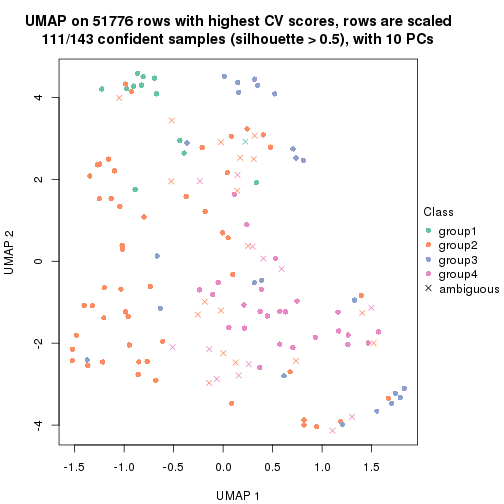 UMAP on 51776 rows with highest CV scores, rows are scaled
111/143 confident samples (silhouette > 0.5), with 10 PCs
4
2
0
-2
-4
UMAP 2
-1.5
-1.0
-0.5
0.0
0.5
1.0
1.5
UMAP 1
Class
group1
group2
group3
group4
ambiguous